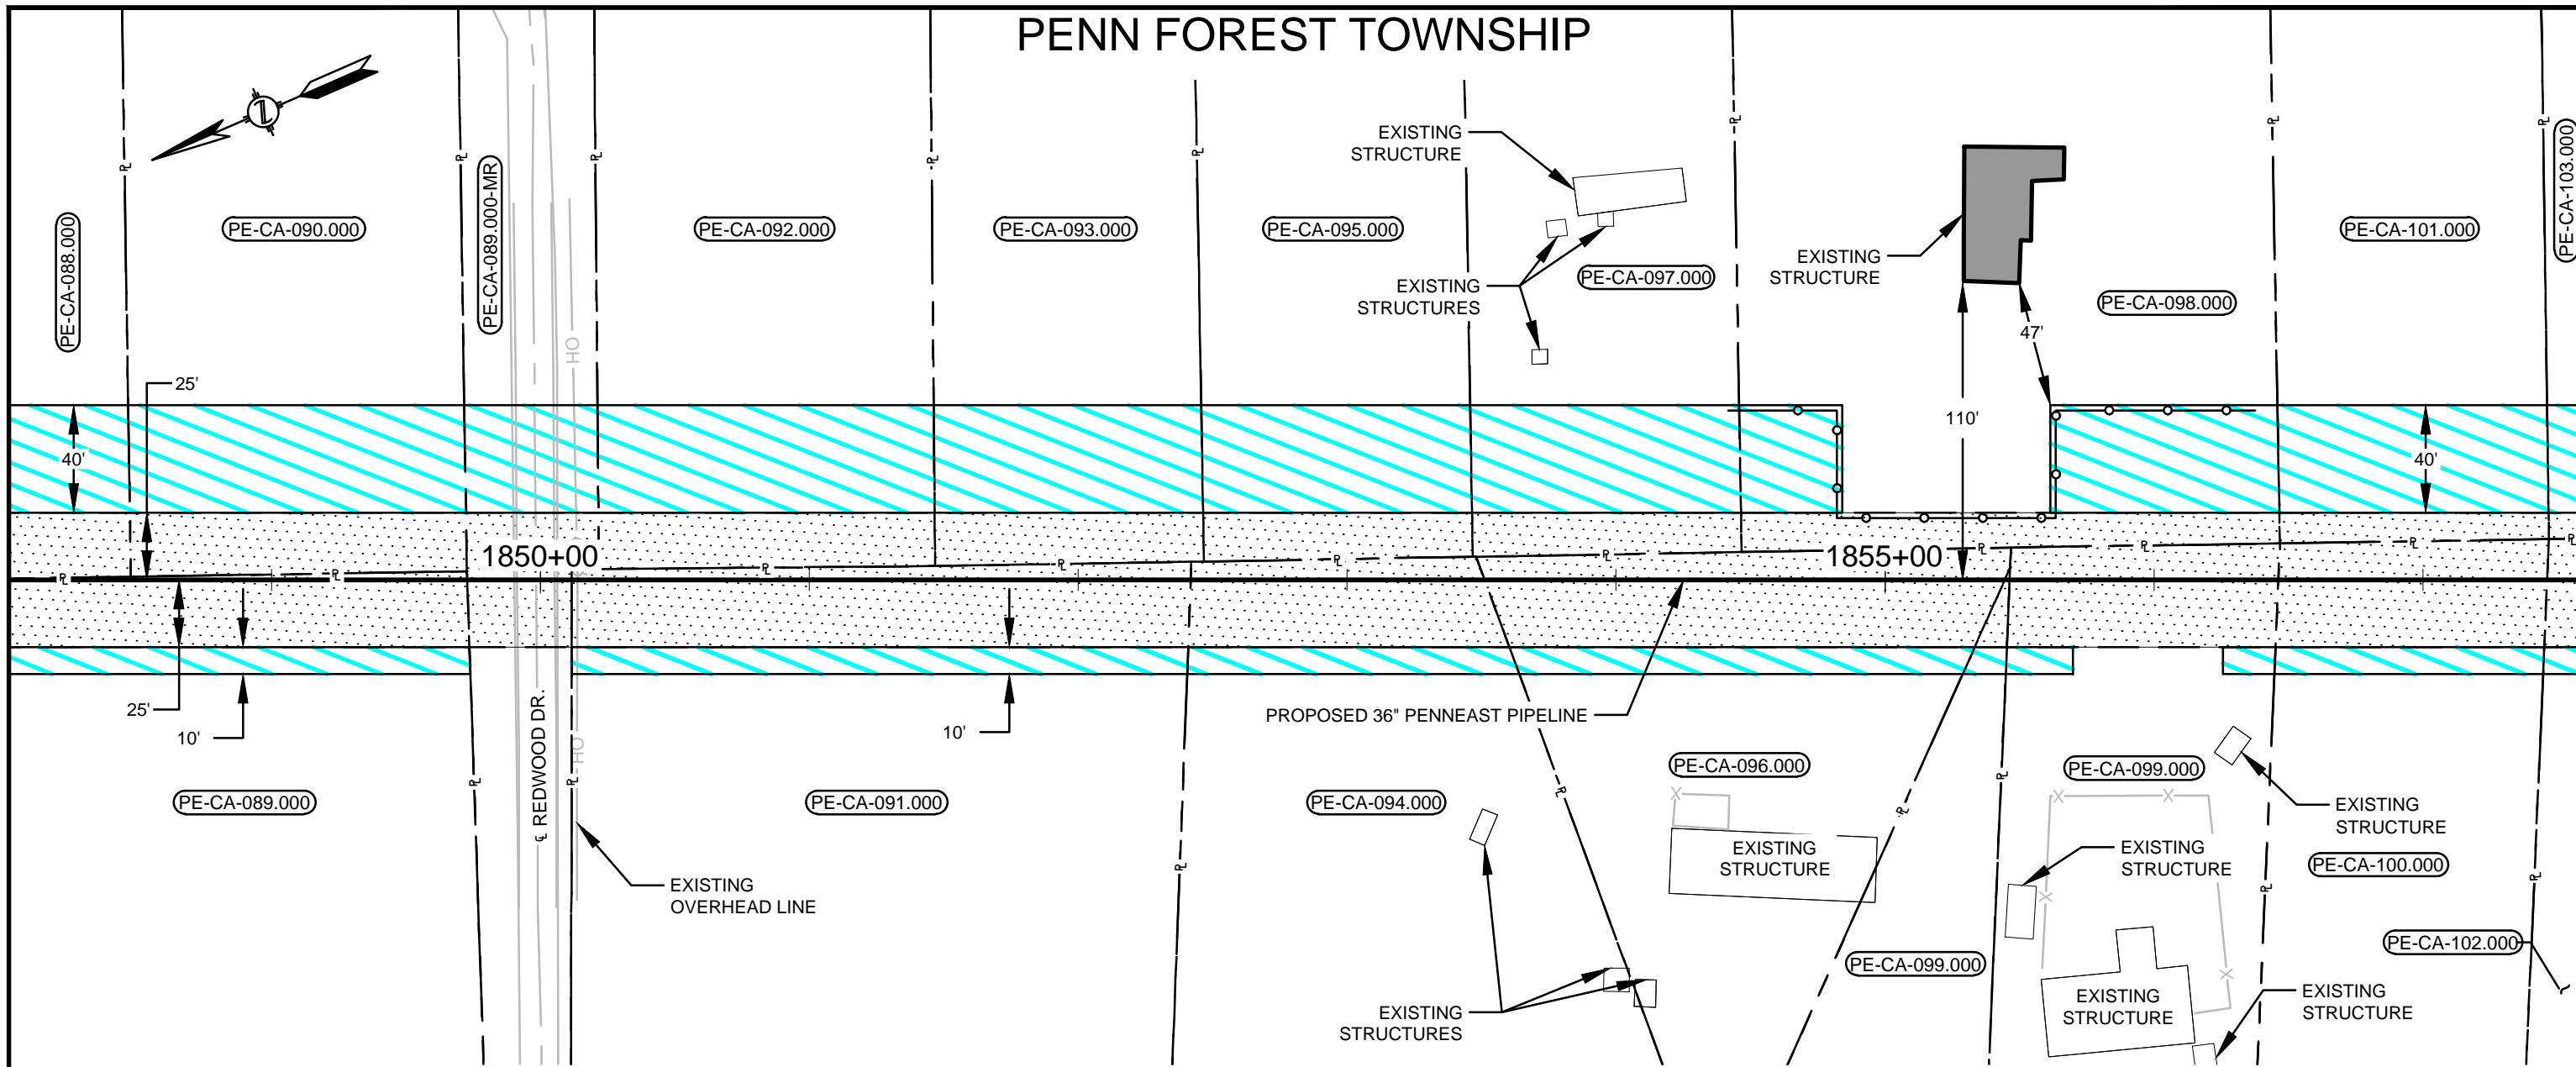 PENN FOREST TOWNSHIP
PE-CA-088.000
PE-CA-090.000
PE-CA-089.000-MR
OH
PE-CA-092.000
PE-CA-093.000
PE-CA-095.000
EXISTING
STRUCTURE
EXISTING
STRUCTURES
PE-CA-097.000
EXISTING
STRUCTURE
PE-CA-098.000
47'
110'
PE-CA-101.000
PE-CA-103.000
25'
40'
40'
1850+00
1855+00
25'
10'
10'
PROPOSED 36" PENNEAST PIPELINE
PE-CA-089.000
REDWOOD DR.
OH
EXISTING
OVERHEAD LINE
PE-CA-091.000
PE-CA-094.000
EXISTING
STRUCTURES
PE-CA-096.000
EXISTING
STRUCTURE
PE-CA-099.000
PE-CA-099.000
EXISTING
STRUCTURE
EXISTING
STRUCTURE
EXISTING
STRUCTURE
PE-CA-100.000
PE-CA-102.000
EXISTING
STRUCTURE